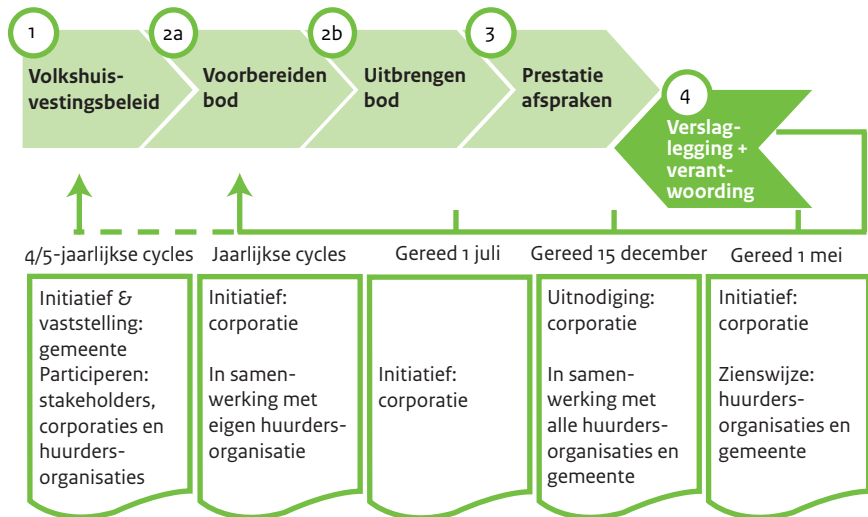 1
Volkshuis-
vestingsbeleid
2a
Voorbereiden
bod
2b
Uitbrengen
bod
3
Prestatie
afspraken
4
Verslag-
legging +
verant-
woording
4/5-jaarlijkse cycles
Jaarlijkse cycles
Gereed 1 juli
Gereed 15 december
Gereed 1 mei
Initiatief &
vaststelling:
gemeente
Participeren:
stakeholders,
corporaties en
huurders-
organisaties
Initiatief:
corporatie
In samen-
werking met
eigen huurders-
organisatie
Initiatief:
corporatie
Uitnodiging:
corporatie
In samen-
werking met
alle huurders-
organisaties en
gemeente
Initiatief:
corporatie
Zienswijze:
huurders-
organisaties en
gemeente